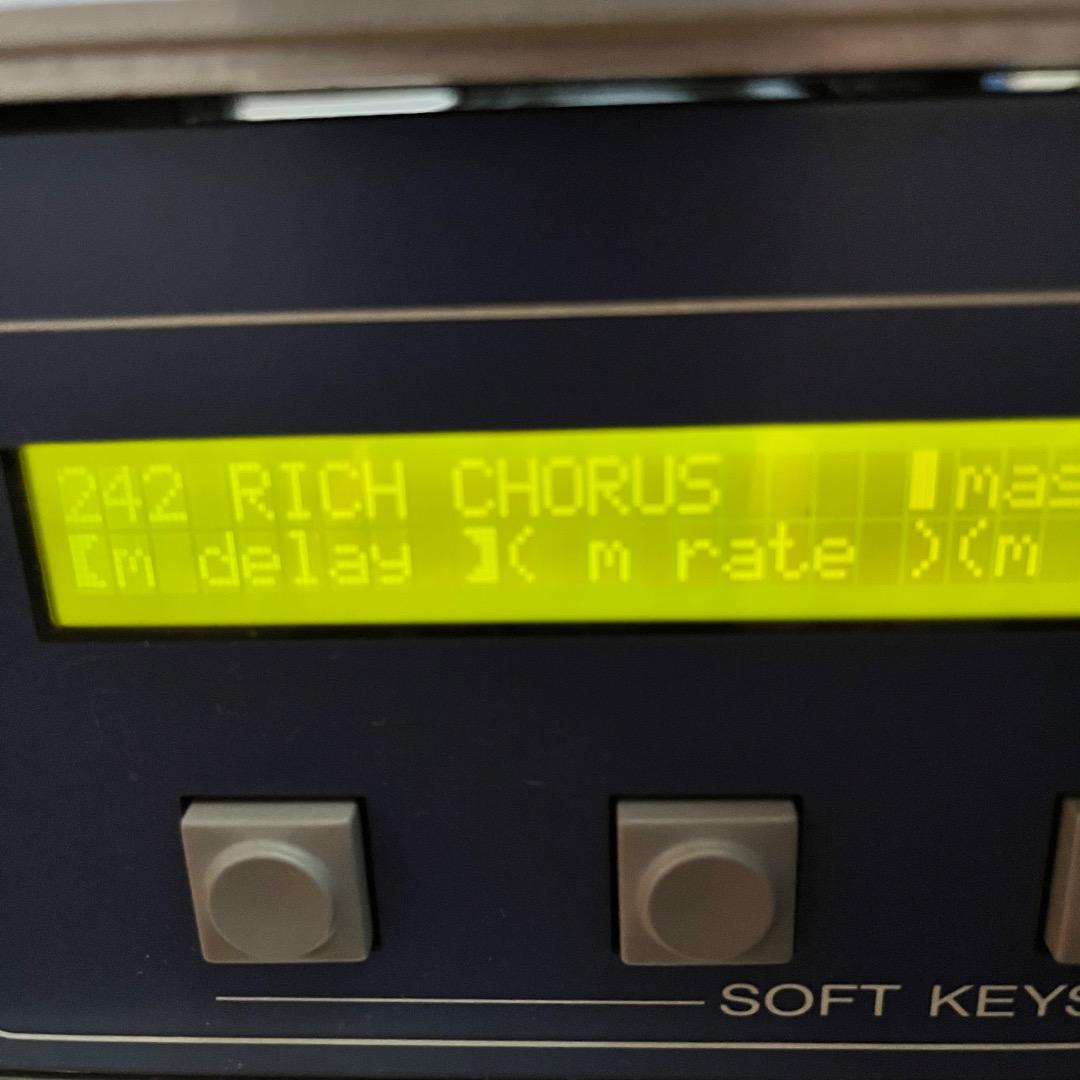 242 RICH CHORUS mas
[m delay ]( m rate )(m
SOFT KEYS